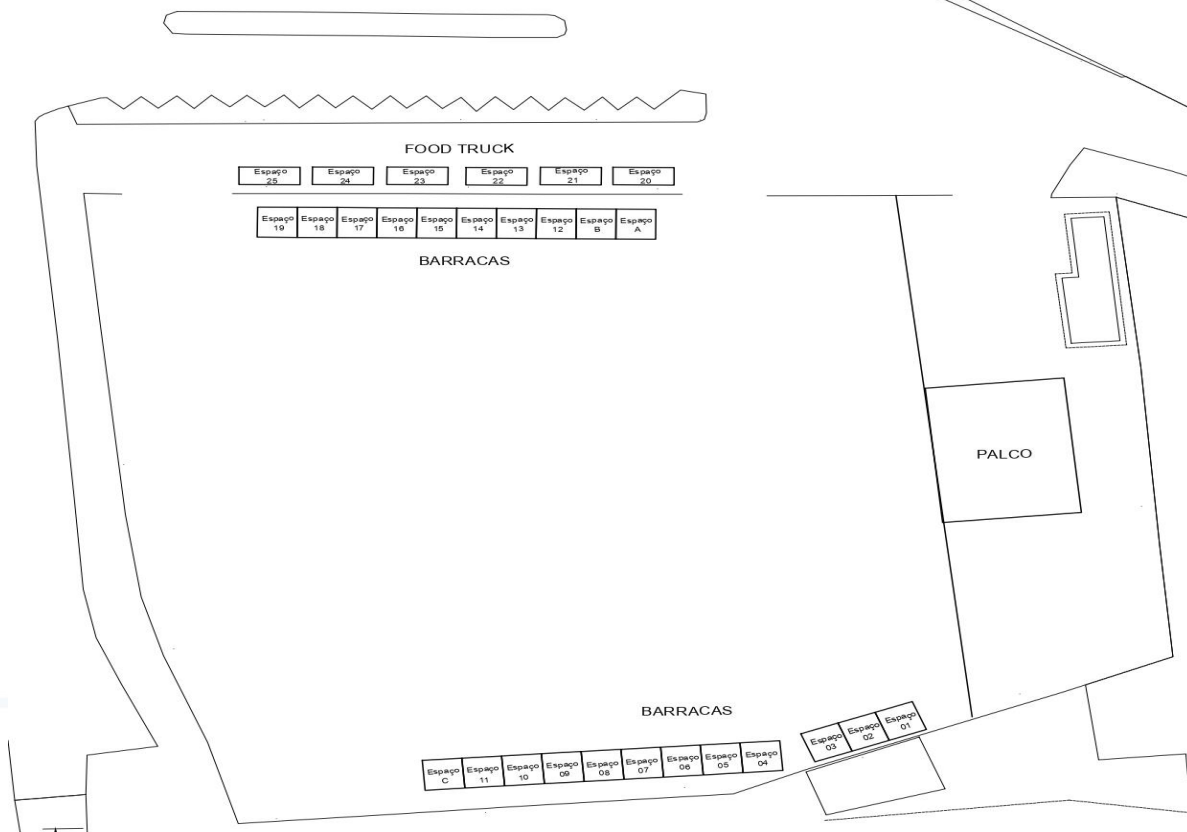 FOOD TRUCK
Espaço
25
Espaço
24
Espaço
23
Espaço
22
Espaço
21
Espaço
20
Espaço
19
Espaço
18
Espaço
17
Espaço
16
Espaço
15
Espaço
14
Espaço
13
Espaço
12
Espaço
B
Espaço
A
BARRACAS
PALCO
BARRACAS
Espaço
C
Espaço
11
Espaço
10
Espaço
09
Espaço
08
Espaço
07
Espaço
06
Espaço
05
Espaço
04
Espaço
03
Espaço
02
Espaço
01